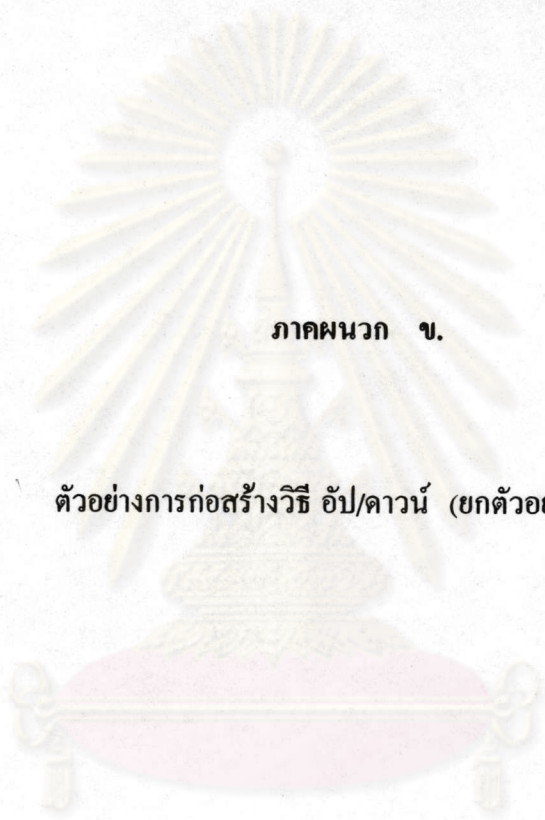 ภาคผนวก ข.
ตัวอย่างการก่อสร้างวิธี อัป/ดาวน์ (ยกตัวอย